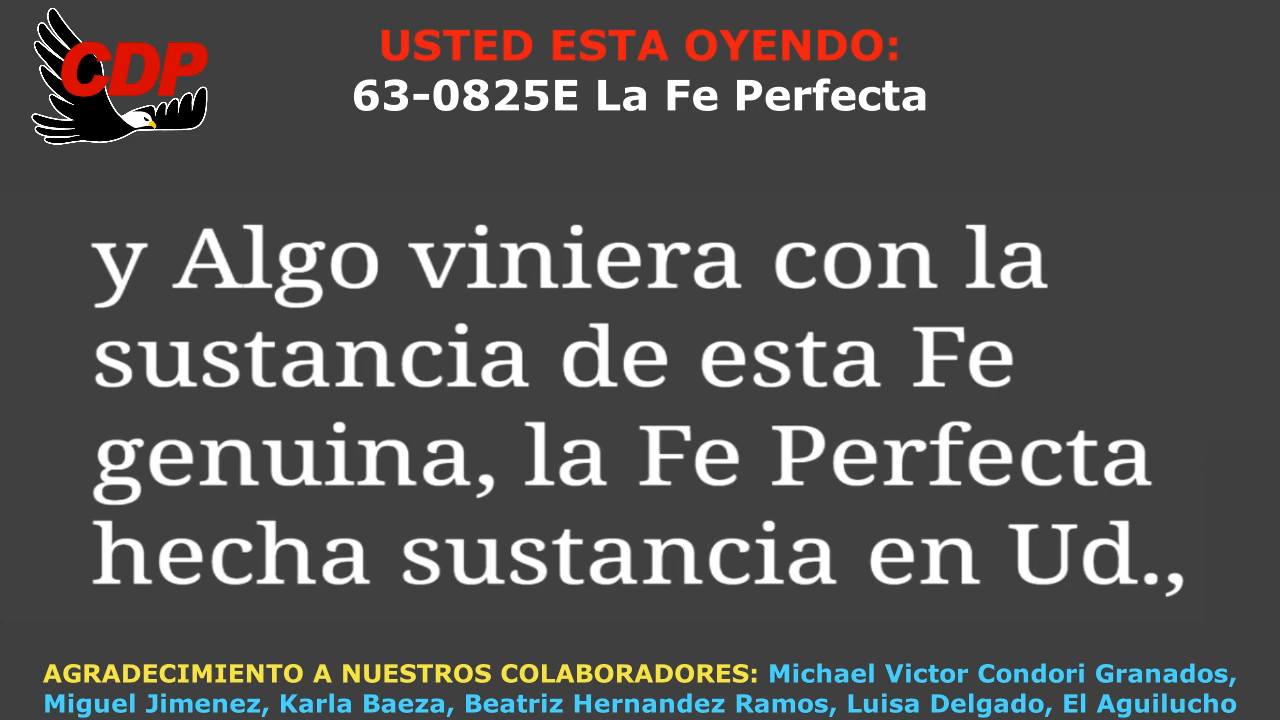 CDP
USTED ESTA OYENDO:
63-0825E La Fe Perfecta
y Algo viniera con la
sustancia de esta Fe
genuina, la Fe Perfecta
hecha sustancia en Ud.,
AGRADECIMIENTO A NUESTROS COLABORADORES: Michael Victor Condori Granados,
Miguel Jimenez, Karla Baeza, Beatriz Hernandez Ramos, Luisa Delgado, El Aguilucho